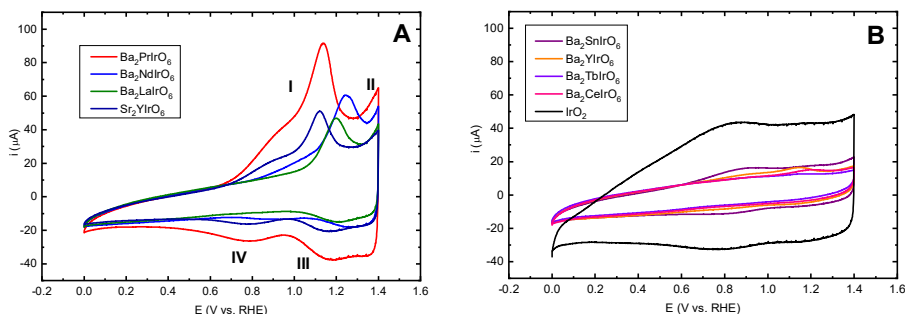 A
Ba2PrIrO6
Ba2NdIrO6
Ba2LaIrO6
Sr2YIrO6
I
II
III
IV
100
80
60
40
20
0
-20
-40
-0.2 0.0 0.2 0.4 0.6 0.8 1.0 1.2 1.4 1.6
i (μA)
E (V vs. RHE)
B
Ba2SnIrO6
Ba2YIrO6
Ba2TbIrO6
Ba2CeIrO6
IrO2
100
80
60
40
20
0
-20
-40
-0.2 0.0 0.2 0.4 0.6 0.8 1.0 1.2 1.4 1.6
i (μA)
E (V vs. RHE)